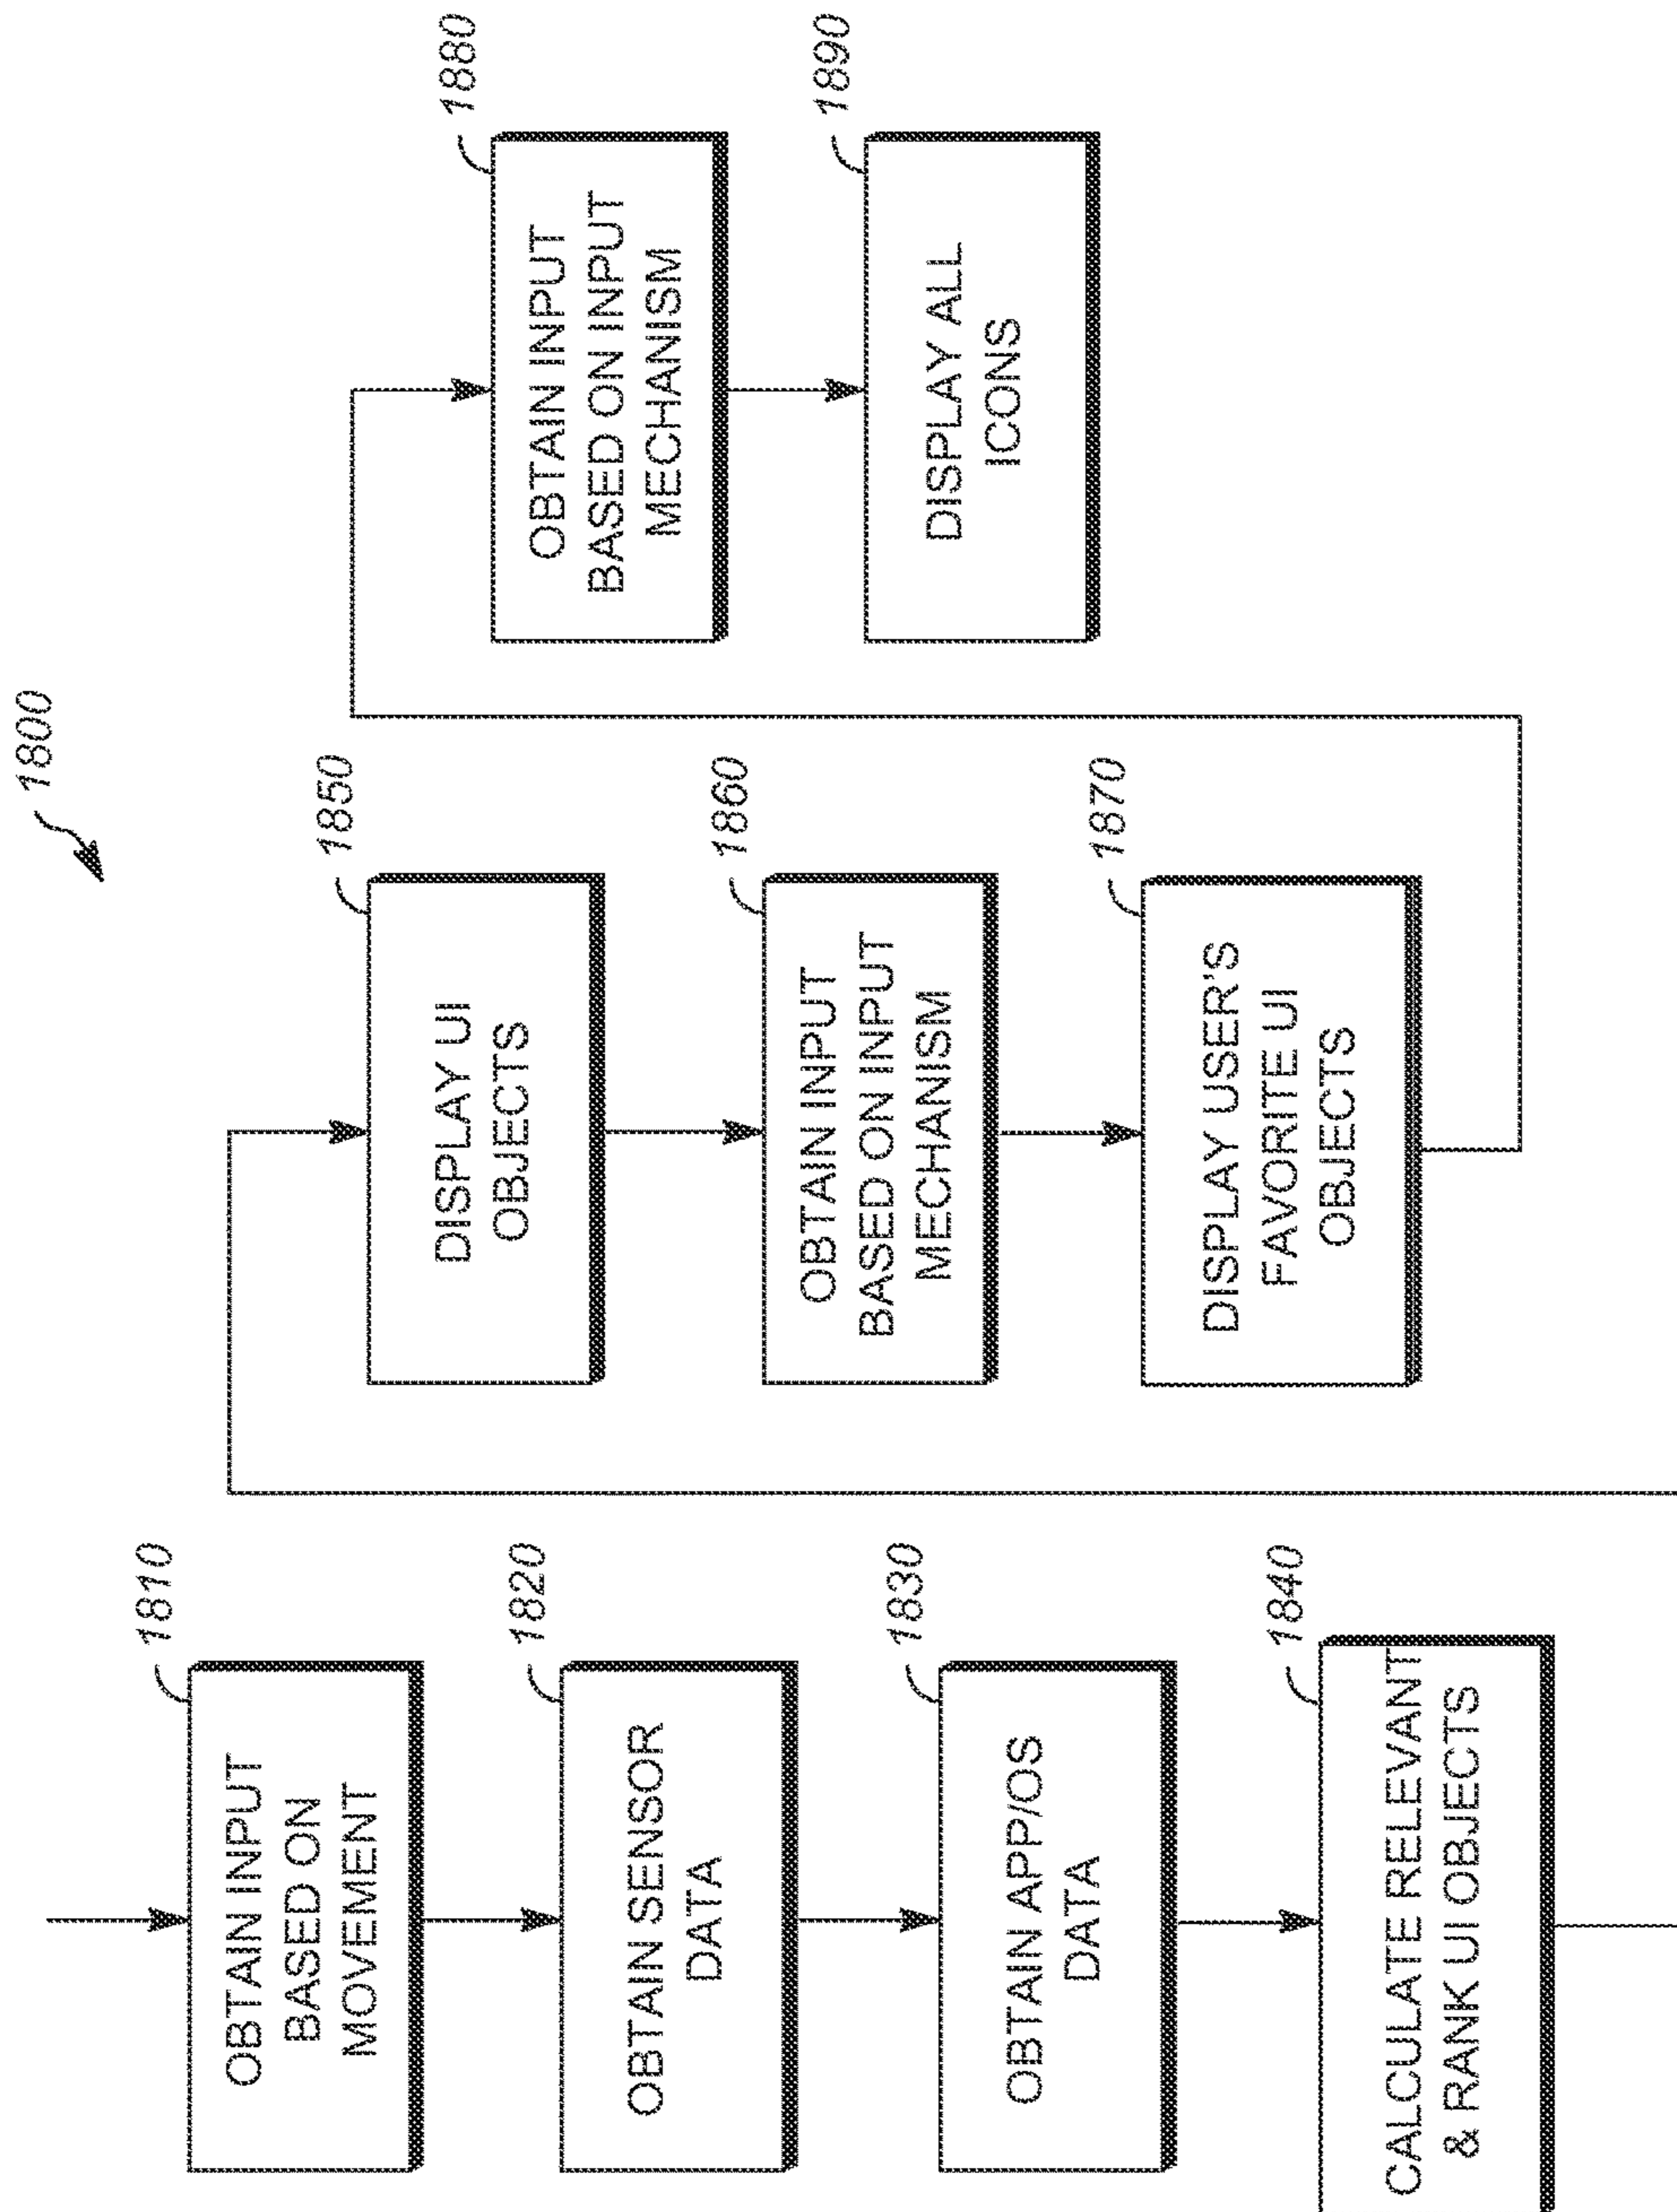 1800
1810
OBTAIN INPUT
BASED ON
MOVEMENT
1820
OBTAIN SENSOR
DATA
1830
OBTAIN APP/OS
DATA
1840
CALCULATE RELEVANT
& RANK UI OBJECTS
1850
DISPLAY UI
OBJECTS
1860
OBTAIN INPUT
BASED ON INPUT
MECHANISM
1870
DISPLAY USER'S
FAVORITE UI
OBJECTS
1880
OBTAIN INPUT
BASED ON INPUT
MECHANISM
1890
DISPLAY ALL
ICONS